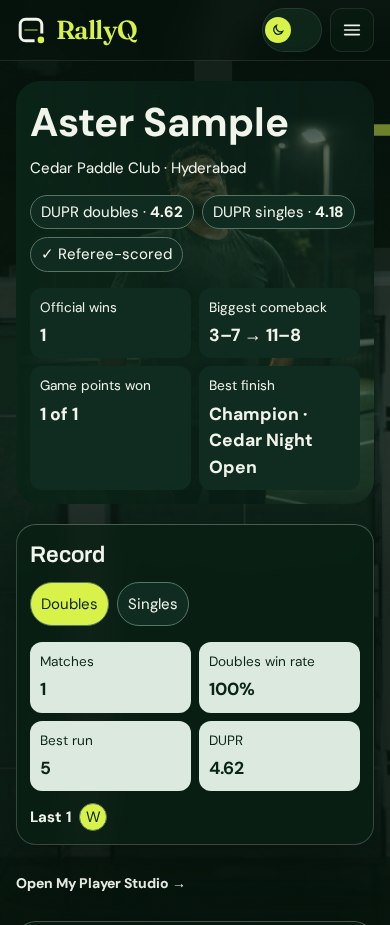 RallyQ
Aster Sample
Cedar Paddle Club · Hyderabad
DUPR doubles · 4.62
DUPR singles · 4.18
✓ Referee-scored
Official wins
1
Biggest comeback
3–7 → 11–8
Game points won
1 of 1
Best finish
Champion ·
Cedar Night
Open
Record
Doubles
Singles
Matches
1
Doubles win rate
100%
Best run
5
DUPR
4.62
Last 1 W
Open My Player Studio →